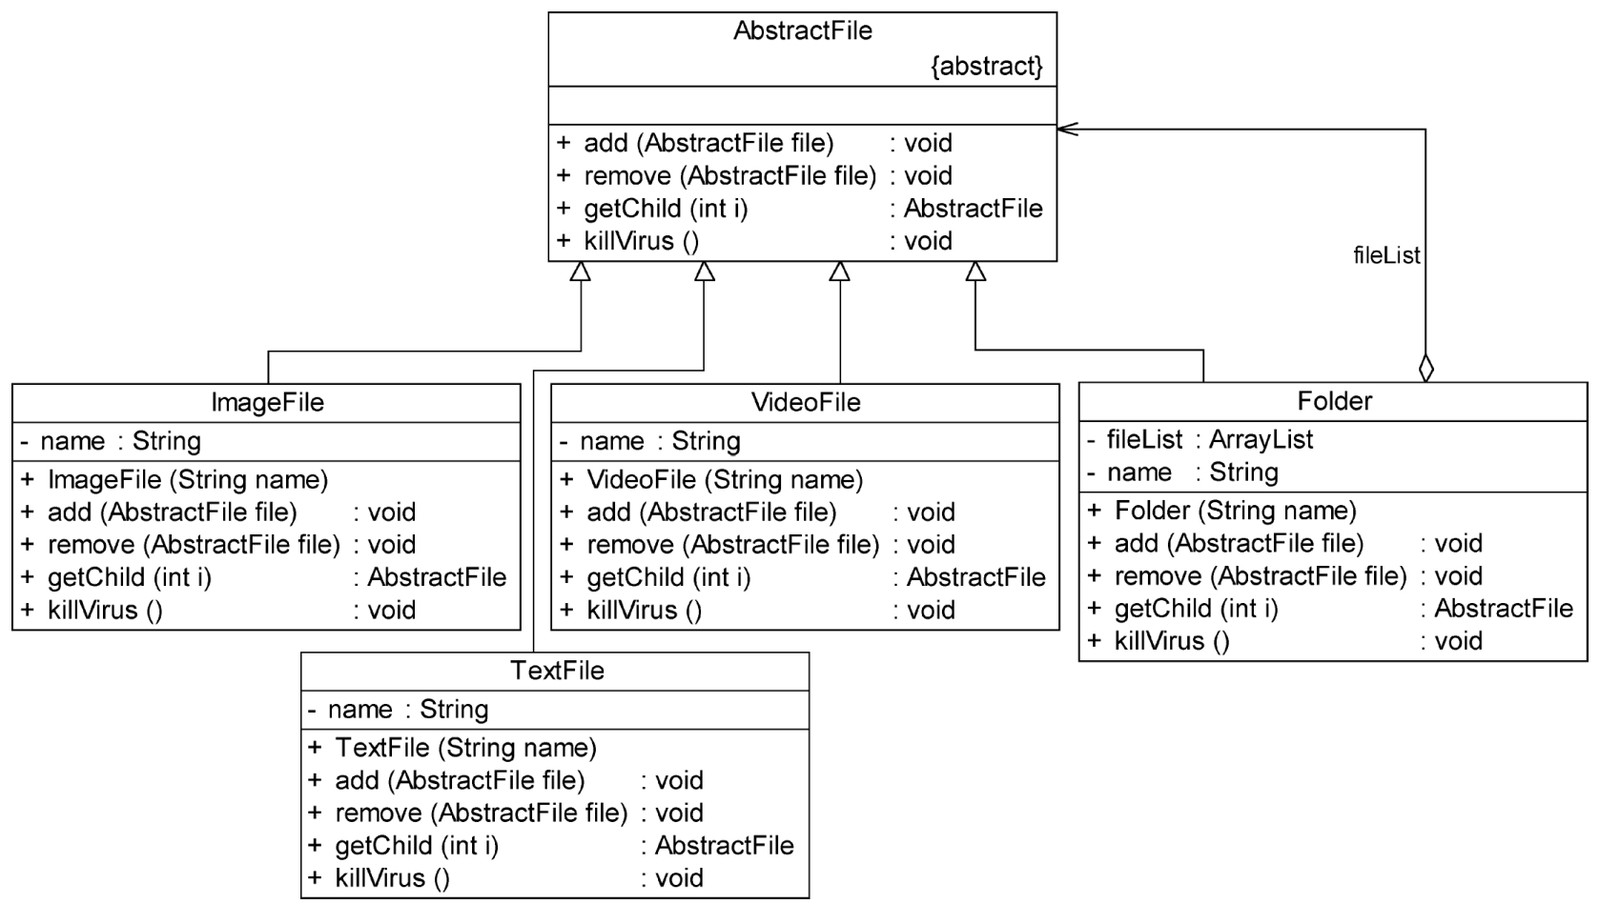 AbstractFile
{abstract}
+ add (AbstractFile file) : void
+ remove (AbstractFile file) : void
+ getChild (int i) : AbstractFile
+ killVirus () : void
fileList
ImageFile
- name : String
+ ImageFile (String name)
+ add (AbstractFile file) : void
+ remove (AbstractFile file) : void
+ getChild (int i) : AbstractFile
+ killVirus () : void
VideoFile
- name : String
+ VideoFile (String name)
+ add (AbstractFile file) : void
+ remove (AbstractFile file) : void
+ getChild (int i) : AbstractFile
+ killVirus () : void
Folder
- fileList : ArrayList
- name : String
+ Folder (String name)
+ add (AbstractFile file) : void
+ remove (AbstractFile file) : void
+ getChild (int i) : AbstractFile
+ killVirus () : void
TextFile
- name : String
+ TextFile (String name)
+ add (AbstractFile file) : void
+ remove (AbstractFile file) : void
+ getChild (int i) : AbstractFile
+ killVirus () : void